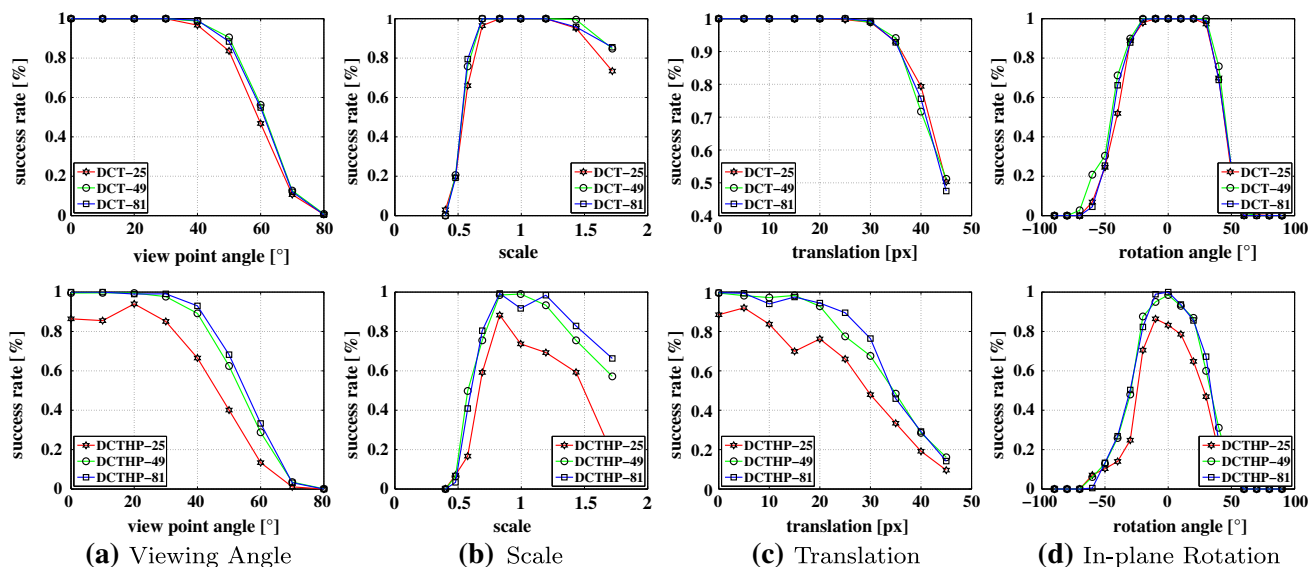 1
0.8
0.6
0.4
0.2
0
success rate [%]
DCT−25
DCT−49
DCT−81
0 20 40 60 80
view point angle [°]
1
0.8
0.6
0.4
0.2
0
success rate [%]
DCT−25
DCT−49
DCT−81
0 0.5 1 1.5 2
scale
1
0.9
0.8
0.7
0.6
0.5
0.4
success rate [%]
DCT−25
DCT−49
DCT−81
0 10 20 30 40 50
translation [px]
1
0.8
0.6
0.4
0.2
0
success rate [%]
DCT−25
DCT−49
DCT−81
−100 −50 0 50 100
rotation angle [°]
1
0.8
0.6
0.4
0.2
0
success rate [%]
DCTHP−25
DCTHP−49
DCTHP−81
0 20 40 60 80
view point angle [°]
1
0.8
0.6
0.4
0.2
0
success rate [%]
DCTHP−25
DCTHP−49
DCTHP−81
0 0.5 1 1.5 2
scale
1
0.8
0.6
0.4
0.2
0
success rate [%]
DCTHP−25
DCTHP−49
DCTHP−81
0 10 20 30 40 50
translation [px]
1
0.8
0.6
0.4
0.2
0
success rate [%]
DCTHP−25
DCTHP−49
DCTHP−81
−100 −50 0 50 100
rotation angle [°]
(a) Viewing Angle
(b) Scale
(c) Translation
(d) In-plane Rotation